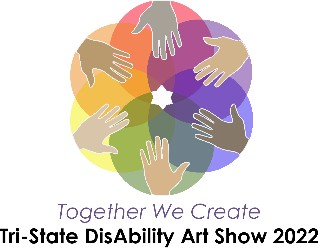 Together We Create
Tri-State DisAbility Art Show 2022